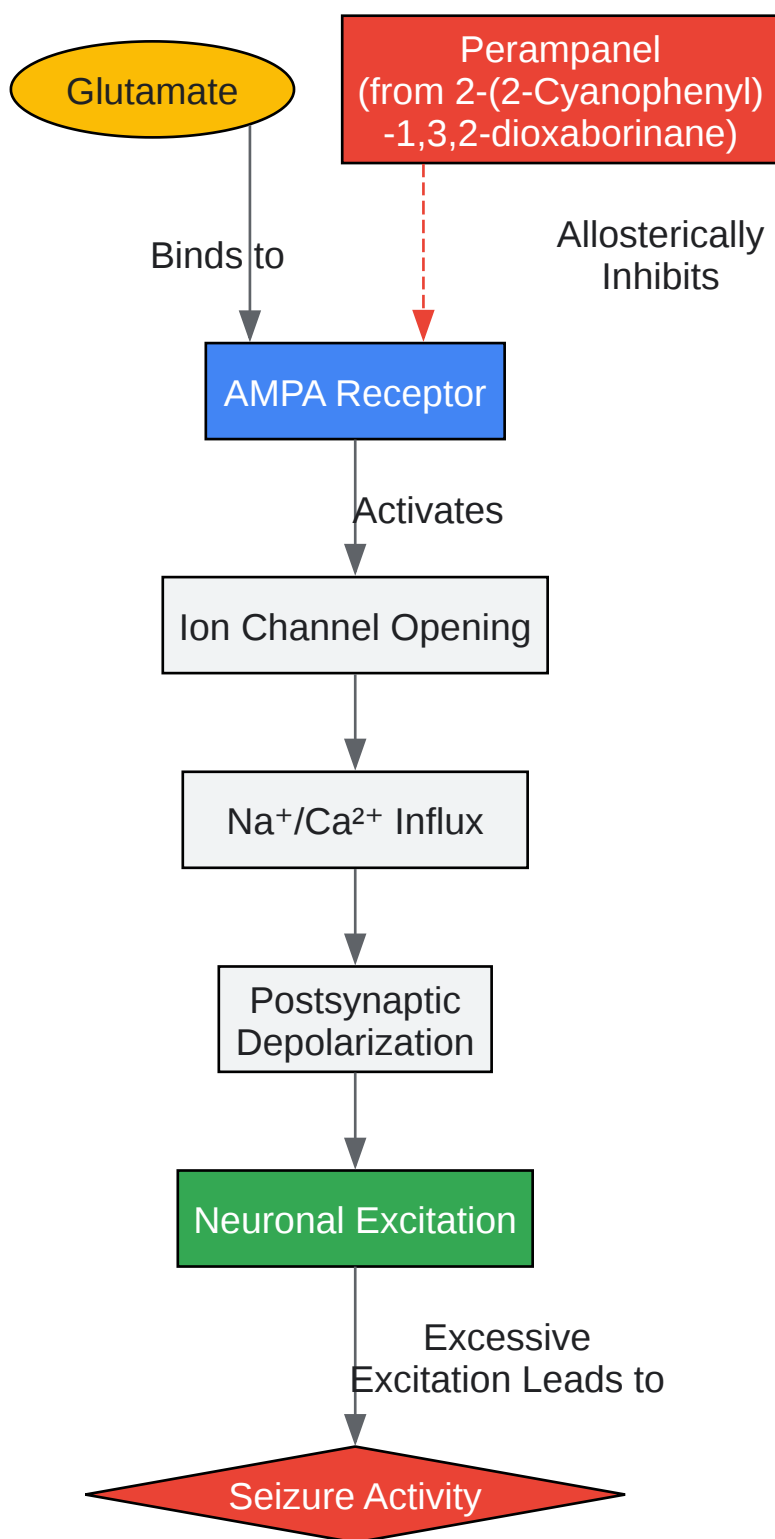 Glutamate
Perampanel
(from 2-(2-Cyanophenyl)
-1,3,2-dioxaborinane)
Binds to
Allosterically
Inhibits
AMPA Receptor
Activates
Ion Channel Opening
Na⁺/Ca²⁺ Influx
Postsynaptic
Depolarization
Neuronal Excitation
Excessive
Excitation Leads to
Seizure Activity